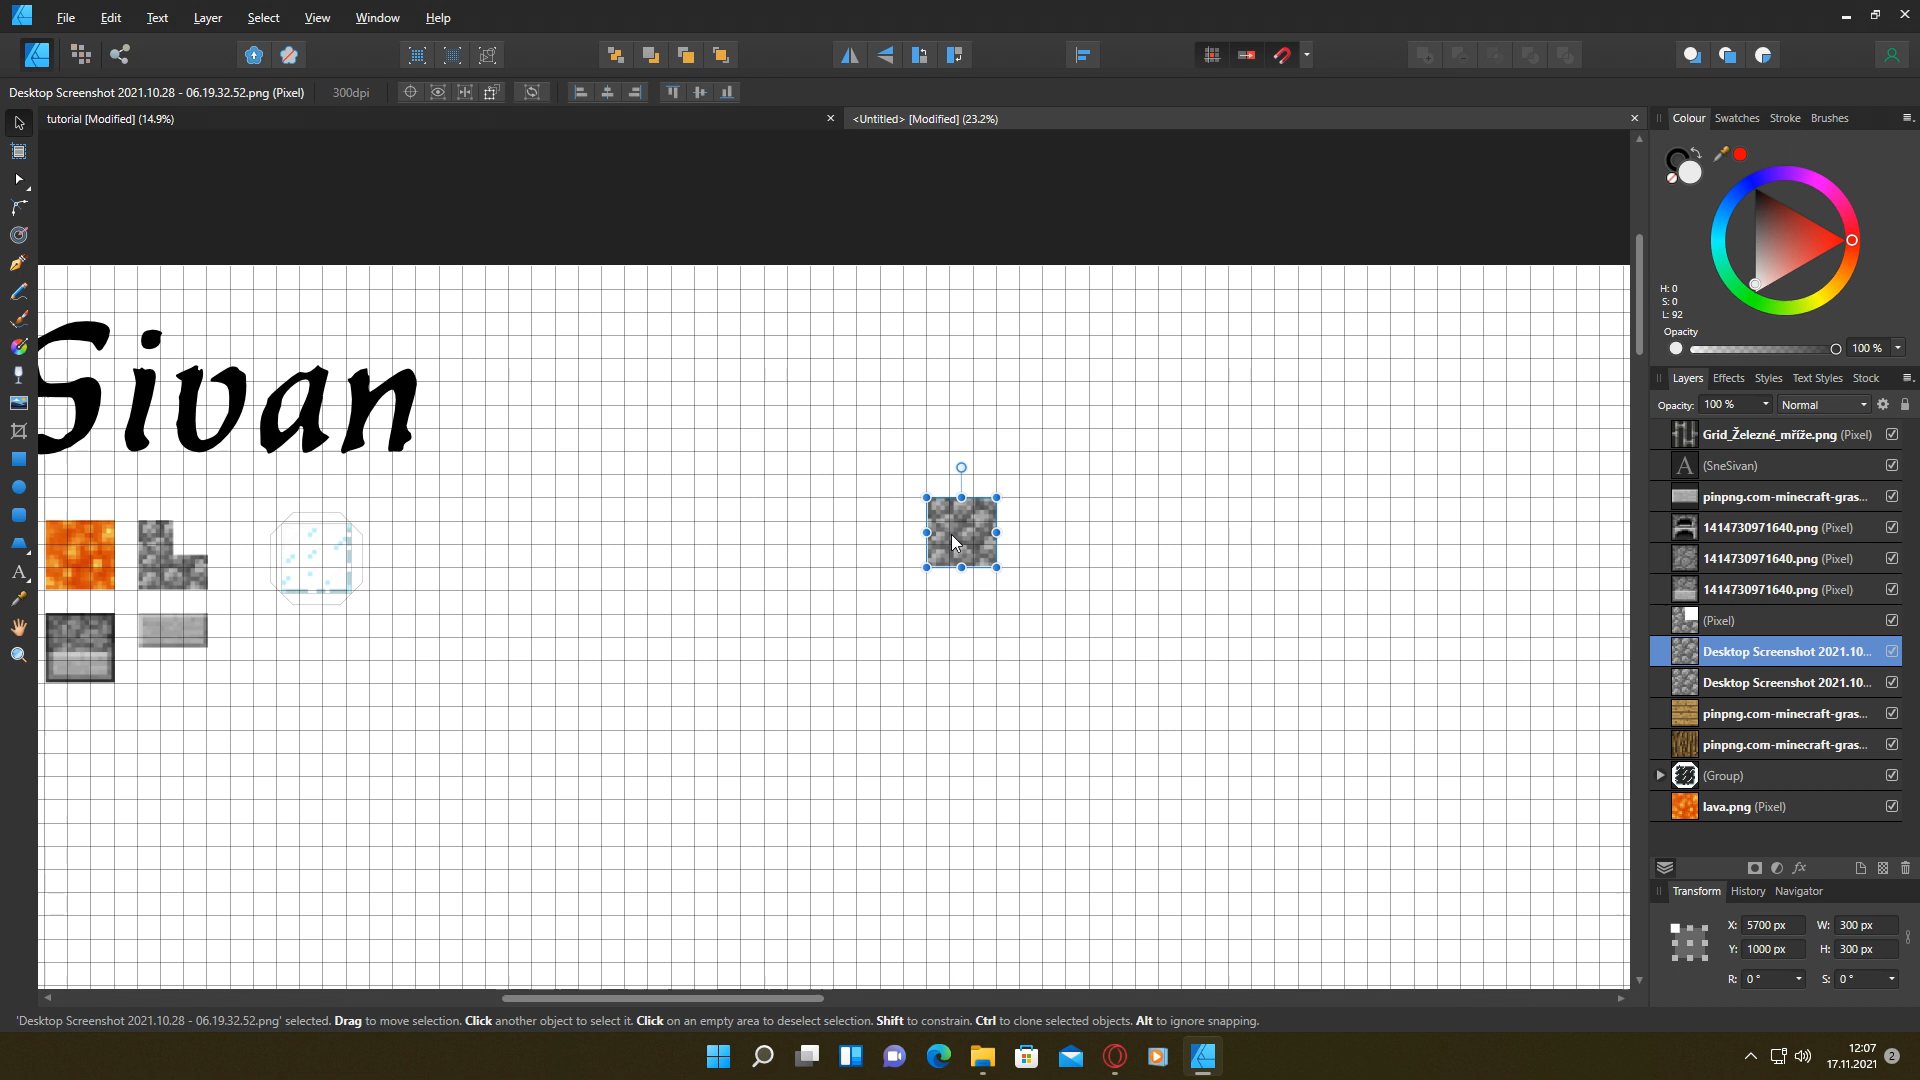 File Edit Text Layer Select View Window Help
Desktop Screenshot 2021.10.28 - 06.19.32.52.png (Pixel) 300dpi
tutorial [Modified] (14.9%)
<Untitled> [Modified] (23.2%)
Colour Swatches Stroke Brushes
H: 0
S: 0
L: 92
Opacity
100 %
Layers Effects Styles Text Styles Stock
Opacity: 100 % Normal
Grid_Železné_mříže.png (Pixel)
A (SneSivan)
pinpng.com-minecraft-gras...
1414730971640.png (Pixel)
1414730971640.png (Pixel)
1414730971640.png (Pixel)
(Pixel)
Desktop Screenshot 2021.10...
Desktop Screenshot 2021.10...
pinpng.com-minecraft-gras...
pinpng.com-minecraft-gras...
(Group)
lava.png (Pixel)
Transform History Navigator
X: 5700 px W: 300 px
Y: 1000 px H: 300 px
R: 0 ° S: 0 °
Sivan
'Desktop Screenshot 2021.10.28 - 06.19.32.52.png' selected. Drag to move selection. Click another object to select it. Click on an empty area to deselect selection. Shift to constrain. Ctrl to clone selected objects. Alt to ignore snapping.
12:07
17.11.2021
2